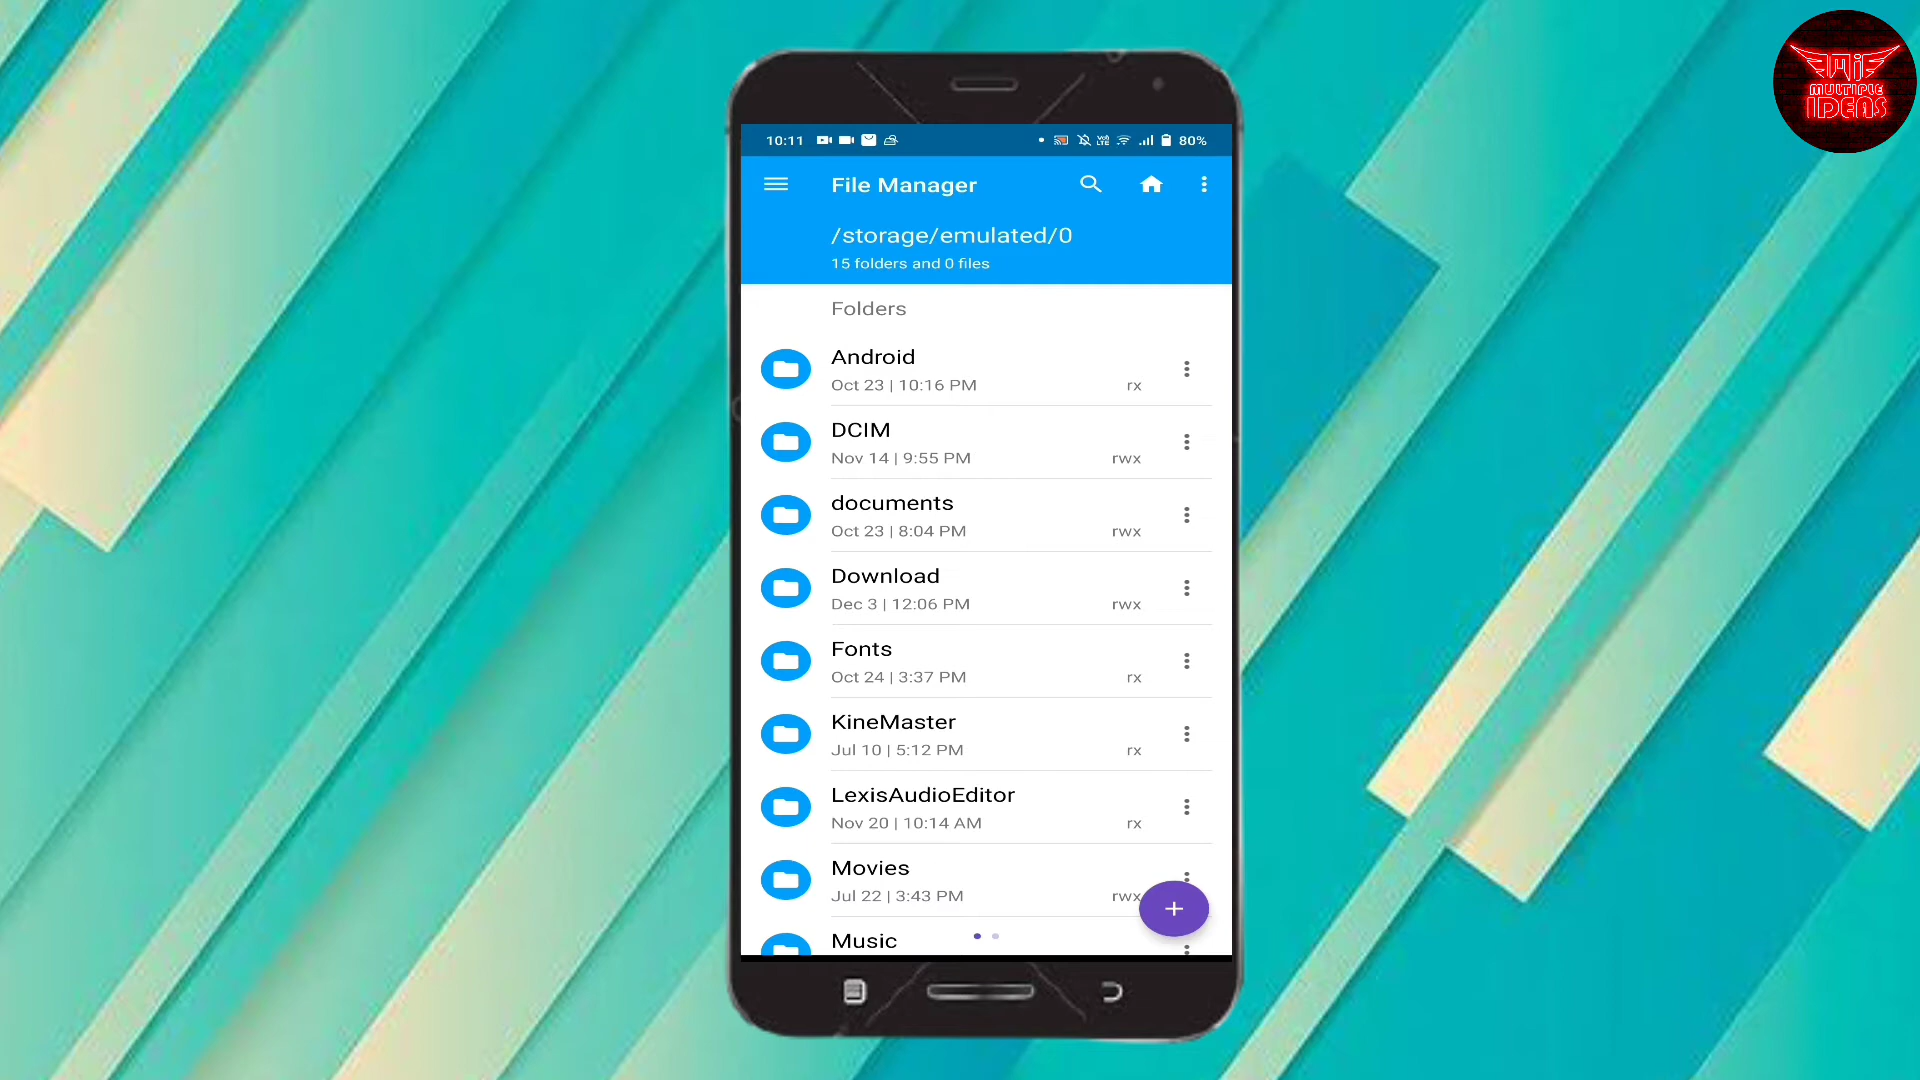 10:11
VoD
LTE
80%
File Manager
/storage/emulated/0
15 folders and 0 files
Folders
Android
Oct 23 | 10:16 PM
rx
DCIM
Nov 14 | 9:55 PM
rwx
documents
Oct 23 | 8:04 PM
rwx
Download
Dec 3 | 12:06 PM
rwx
Fonts
Oct 24 | 3:37 PM
rx
KineMaster
Jul 10 | 5:12 PM
rx
LexisAudioEditor
Nov 20 | 10:14 AM
rx
Movies
Jul 22 | 3:43 PM
rwx
Music
Mi
MULTIPLE
IDEAS